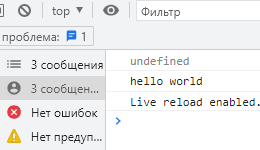 top Фильтр
проблема: 1
3 сообщения
3 сообщен...
Нет ошибок
Нет предуп...
undefined
hello world
Live reload enabled.